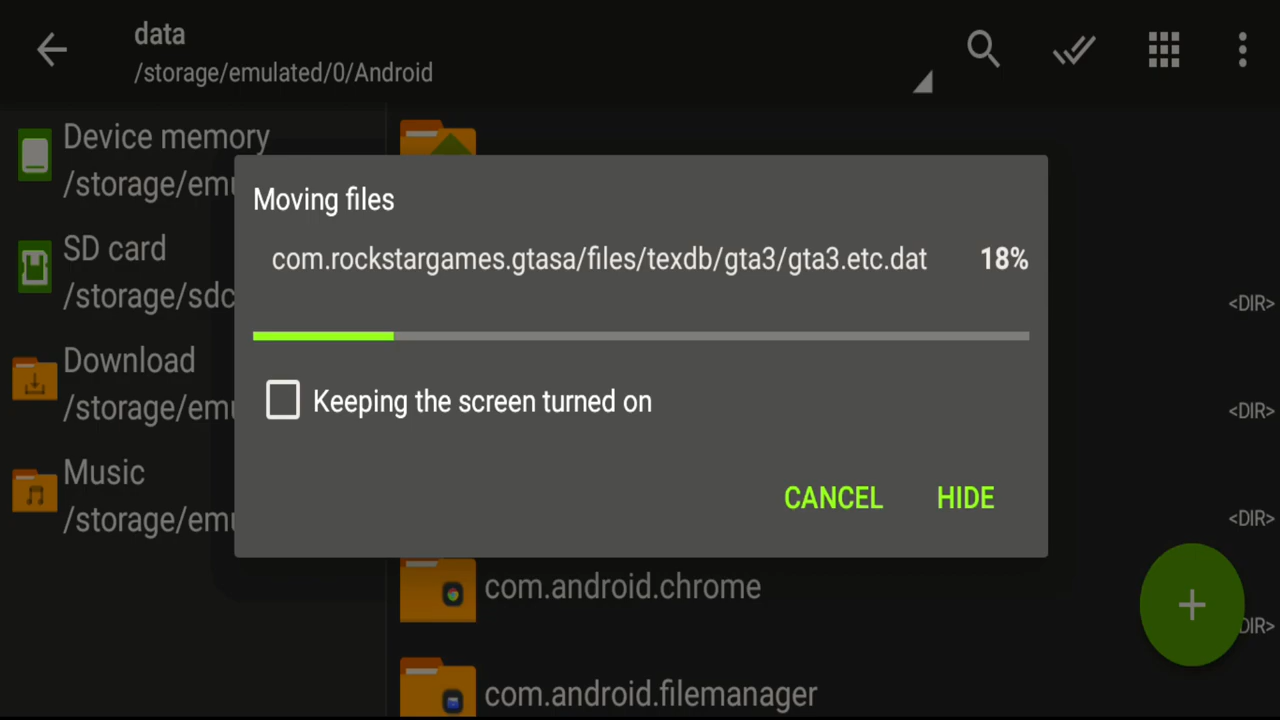 data
/storage/emulated/0/Android
Device memory
/storage/emu
SD card
/storage/sdc
Download
/storage/emu
Music
/storage/emu
Moving files
com.rockstargames.gtasa/files/texdb/gta3/gta3.etc.dat 18%
Keeping the screen turned on
CANCEL HIDE
<DIR>
<DIR>
<DIR>
com.android.chrome
DIR>
com.android.filemanager